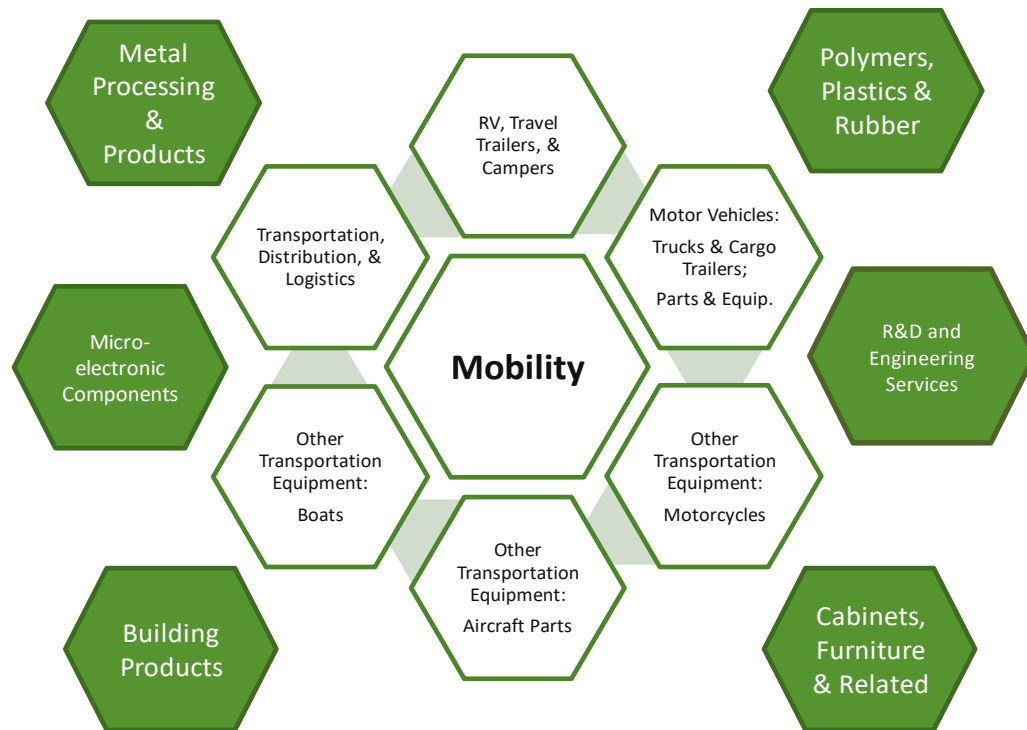 Metal
Processing
&
Products
Polymers,
Plastics &
Rubber
RV, Travel
Trailers, &
Campers
Transportation,
Distribution, &
Logistics
Motor Vehicles:
Trucks & Cargo
Trailers;
Parts & Equip.
Mobility
Micro-
electronic
Components
R&D and
Engineering
Services
Other
Transportation
Equipment:
Boats
Other
Transportation
Equipment:
Motorcycles
Other
Transportation
Equipment:
Aircraft Parts
Building
Products
Cabinets,
Furniture
& Related